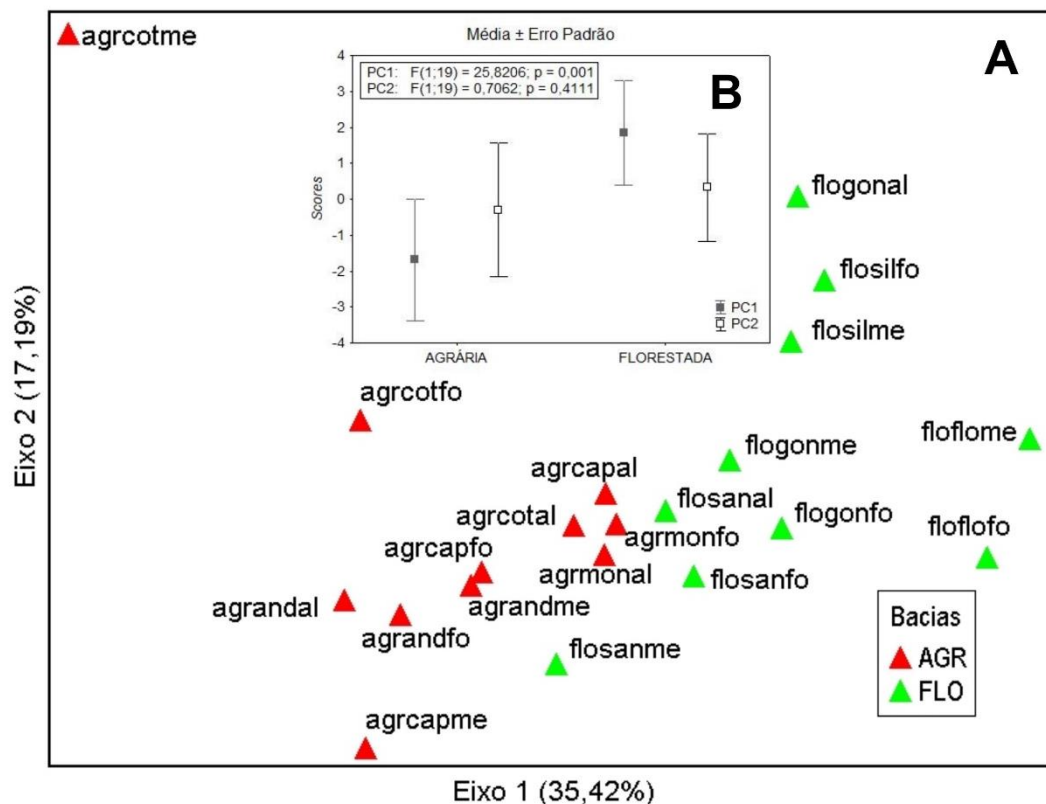 agrcotme
A
Média ± Erro Padrão
PC1: F(1;19) = 25,8206; p = 0,001
PC2: F(1;19) = 0,7062; p = 0,4111
B
4
3
2
1
0
-1
-2
-3
-4
Scores
PC1
PC2
AGRÁRIA FLORESTADA
flogonal
flosilfo
flosilme
agrcotfo
floflome
flogonme
agrcapal
flosanal
agrcotal
agrmonfo
flogonfo
floflofo
agrcapfo
agrmonal
flosanfo
agrandal
agrandme
agrandfo
flosanme
agrcapme
Bacias
AGR
FLO
Eixo 2 (17,19%)
Eixo 1 (35,42%)